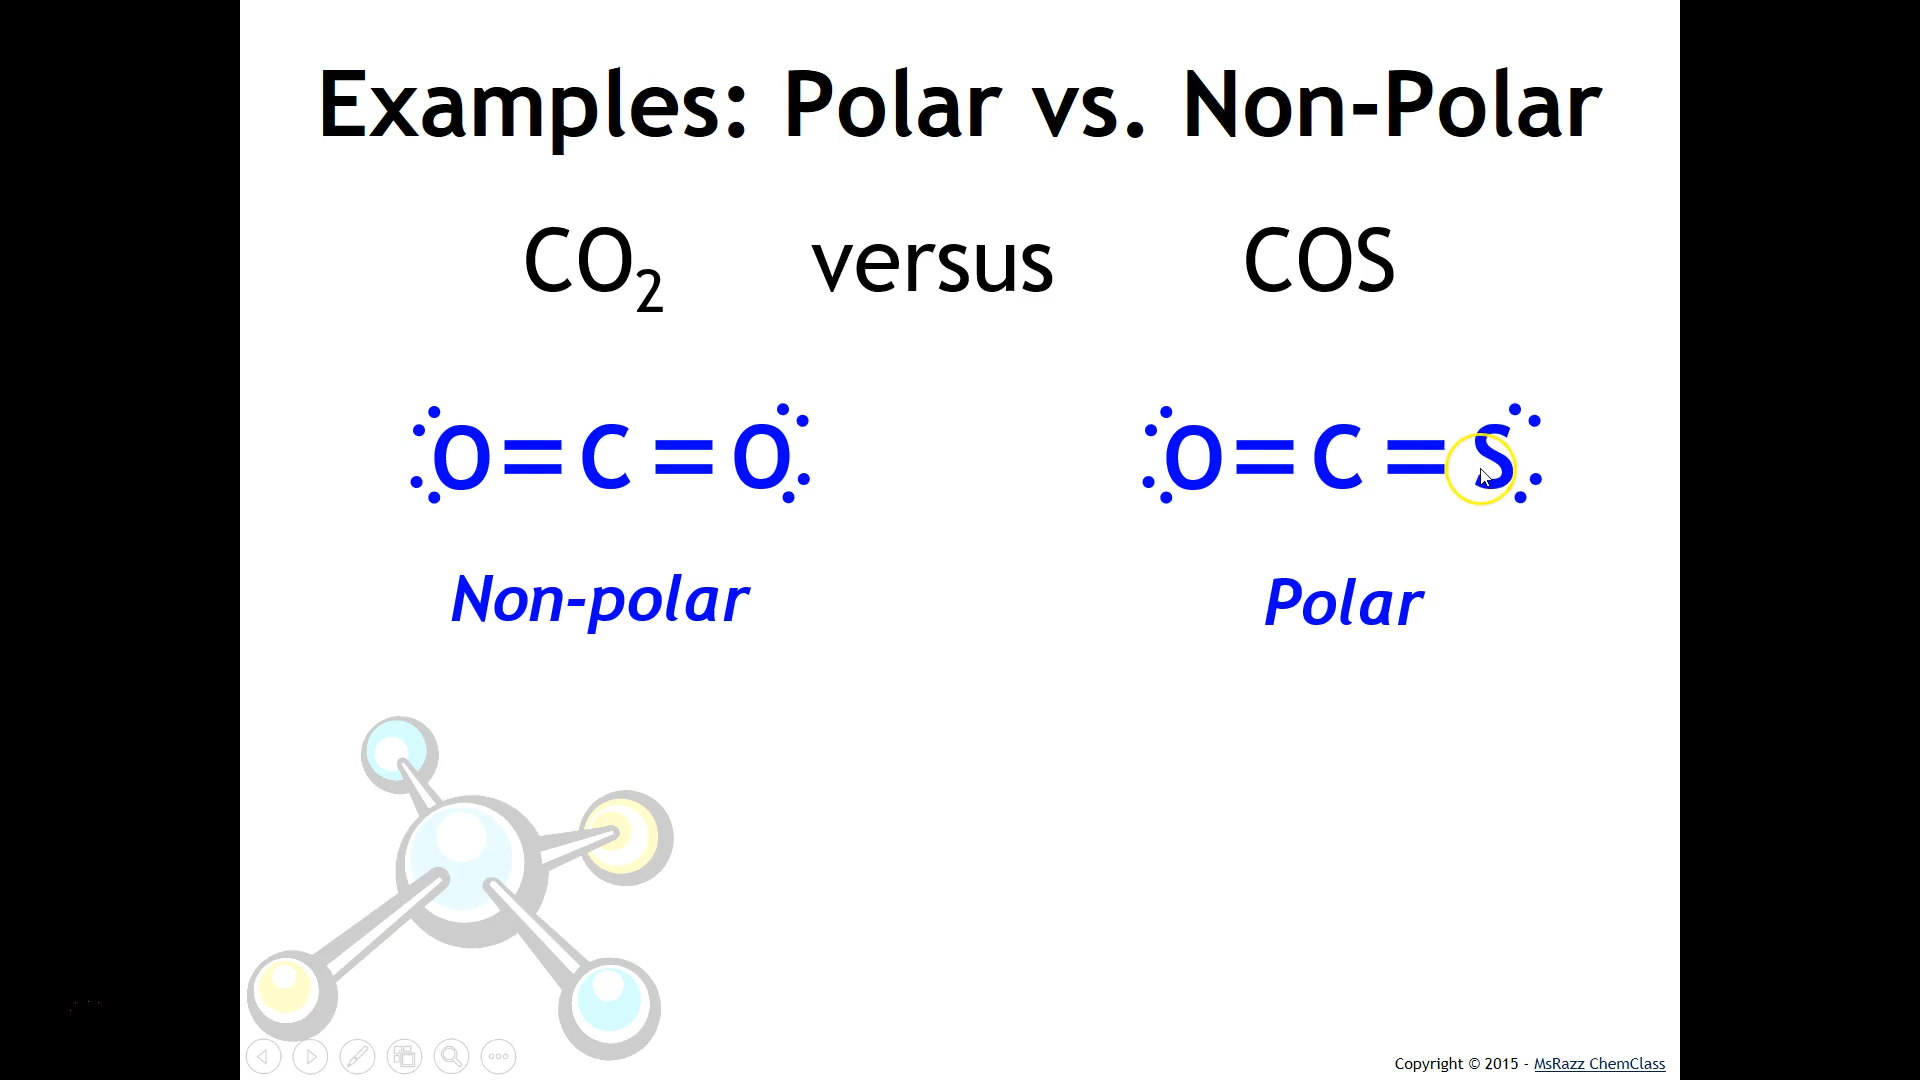 Examples: Polar vs. Non-Polar
CO₂ versus COS
O=C=O O=C=S
Non-polar Polar
Copyright © 2015 - MsRazz ChemClass